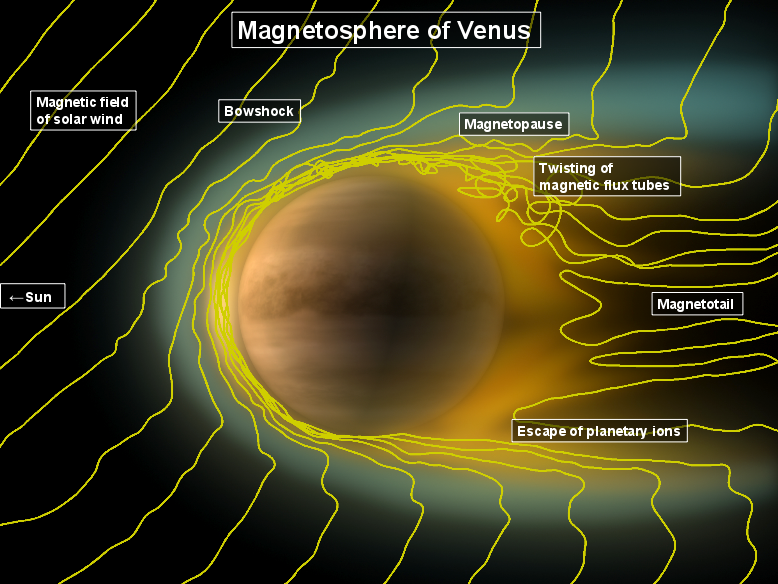 Magnetosphere of Venus
Magnetic field
of solar wind
Bowshock
Magnetopause
Twisting of
magnetic flux tubes
←Sun
Magnetotail
Escape of planetary ions